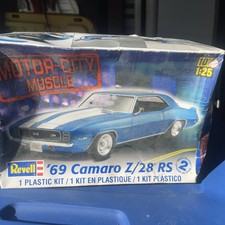 MOTOR-CITY
MUSCLE
1:25
Revell
'69 Camaro Z/28 RS 2
1 PLASTIC KIT / 1 KIT EN PLASTIQUE / 1 KIT PLÁSTICO